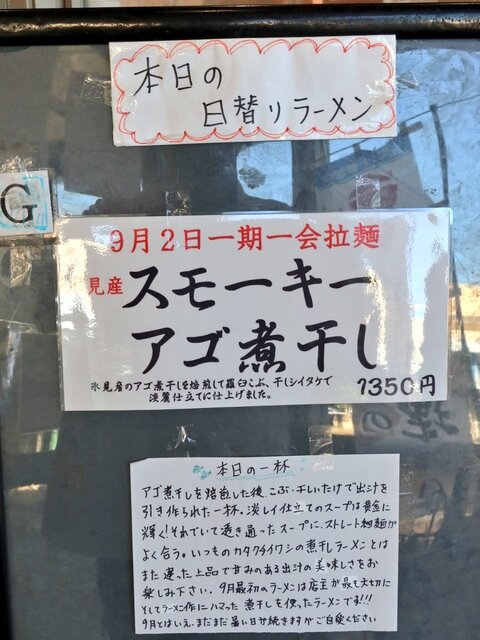 本日の
日替りラーメン
G
9月2日一期一会拉麺
見産 スモーキー
アゴ煮干し
氷見産のアゴ煮干しを焙煎して羅臼こぶ、干しシイタケで
淡麗仕立てに仕上げました。
1350円
本日の一杯
アゴ煮干しを焙煎した後、こぶ・干しいたけで出汁を
引き作られた一杯。淡レイ仕立てのスープは黄金に
輝く!それでいて透き通ったスープに、ストレート細麺が
よく合う。いつものカタクチイワシの煮干しラーメンとは
また違った上品で甘みのある出汁の美味しさをお
楽しみ下さい。9月最初のラーメンは店主が最も大切に
そしてラーメン作にハマった煮干しを使ったラーメンです!!!
9月とはいえ、まだまだ暑い日が続きますがご自愛ください